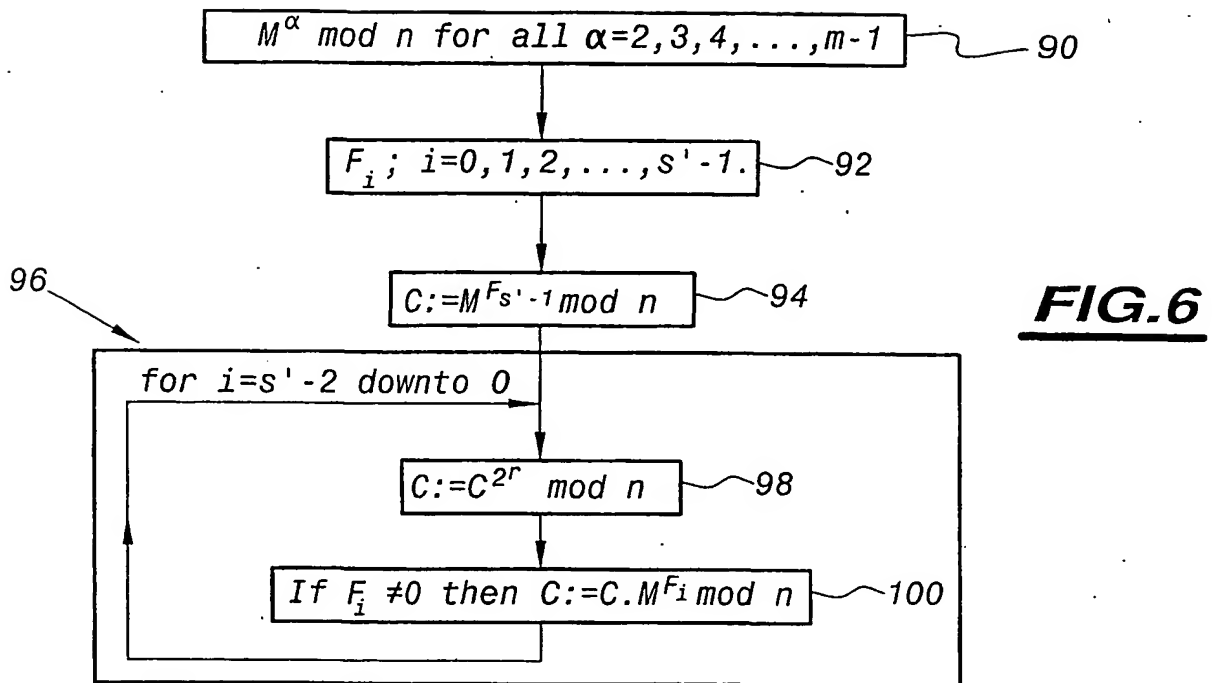 M^α mod n for all α=2,3,4,...,m-1
90
F_i; i=0,1,2,...,s'-1.
92
C:=M^{F_{s'-1}} mod n
94
96
FIG.6
for i=s'-2 downto 0
C:=C^{2^r} mod n
98
If F_i ≠0 then C:=C.M^{F_i} mod n
100